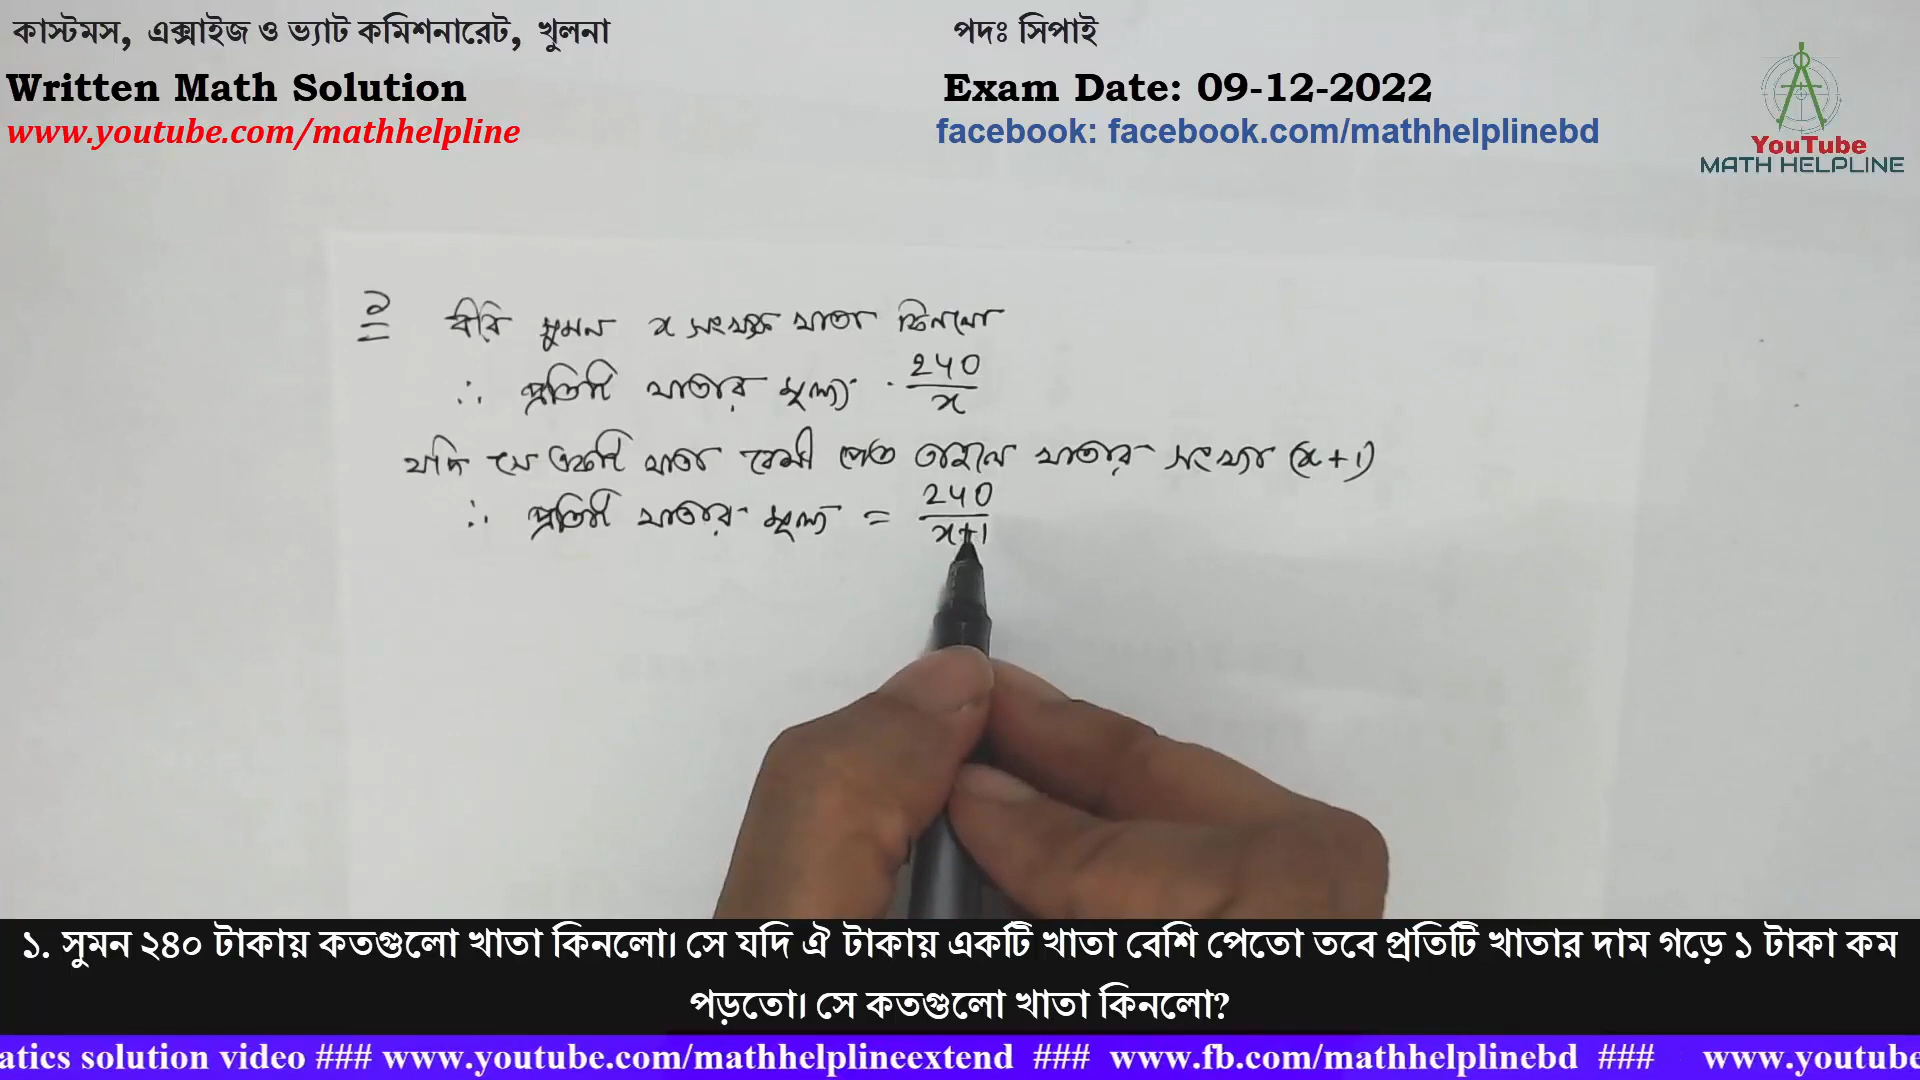 কাস্টমস, এক্সাইজ ও ভ্যাট কমিশনারেট, খুলনা
পদঃ সিপাই
Written Math Solution
Exam Date: 09-12-2022
www.youtube.com/mathhelpline
facebook: facebook.com/mathhelplinebd
YouTube
MATH HELPLINE
১ ধরি সুমন x সংখ্যক খাতা কিনলো
∴ প্রতিটি খাতার মূল্য 240/x
যদি সে একটি খাতা বেশী পেত তাহলে খাতার সংখ্যা (x+1)
∴ প্রতিটি খাতার মূল্য = 240/x+1
১. সুমন ২৪০ টাকায় কতগুলো খাতা কিনলো। সে যদি ঐ টাকায় একটি খাতা বেশি পেতো তবে প্রতিটি খাতার দাম গড়ে ১ টাকা কম
পড়তো। সে কতগুলো খাতা কিনলো?
atics solution video ### www.youtube.com/mathhelplineextend ### www.fb.com/mathhelplinebd ### www.youtube